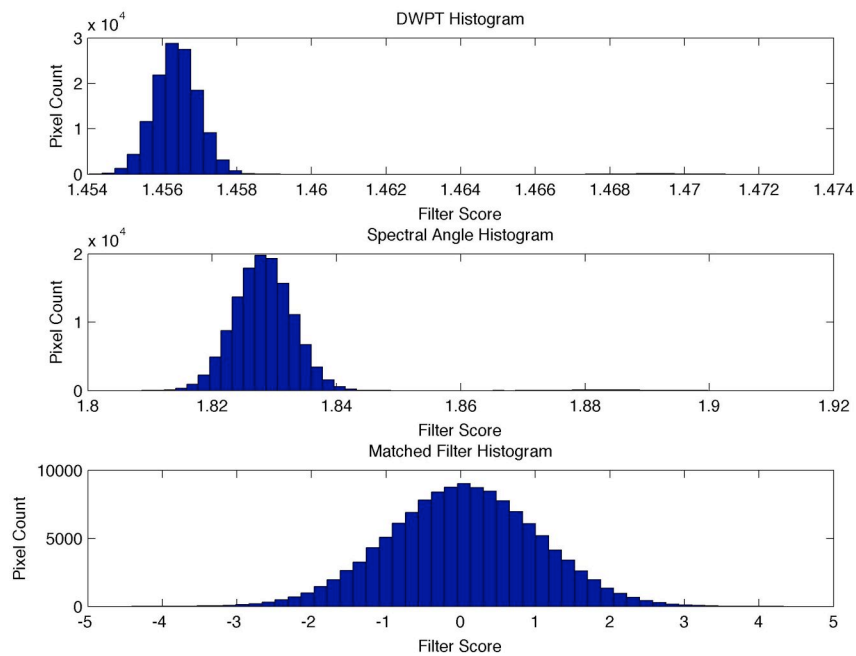 DWPT Histogram
x 10⁴
3
2
1
0
Pixel Count
1.454 1.456 1.458 1.46 1.462 1.464 1.466 1.468 1.47 1.472 1.474
Filter Score
Spectral Angle Histogram
x 10⁴
2
1
0
Pixel Count
1.8 1.82 1.84 1.86 1.88 1.9 1.92
Filter Score
Matched Filter Histogram
10000
5000
0
Pixel Count
-5 -4 -3 -2 -1 0 1 2 3 4 5
Filter Score